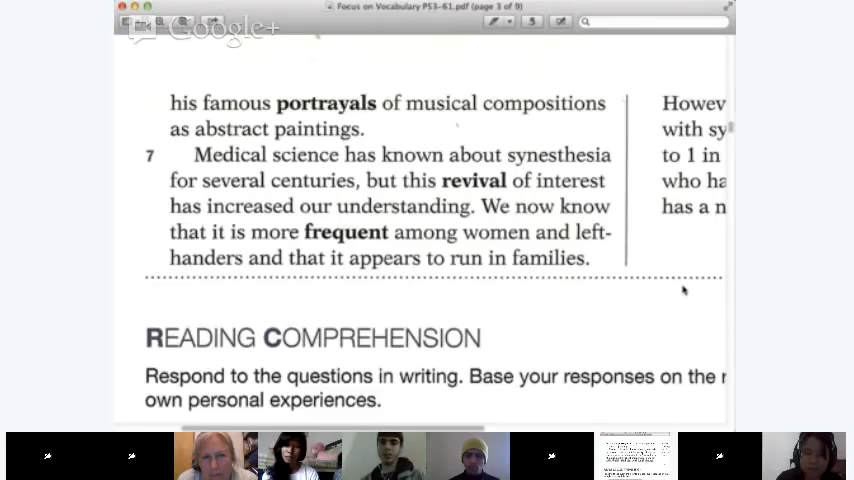 Focus on Vocabulary P53-61.pdf (page 3 of 9)
Google+
his famous portrayals of musical compositions
as abstract paintings.
7 Medical science has known about synesthesia
for several centuries, but this revival of interest
has increased our understanding. We now know
that it is more frequent among women and left-
handers and that it appears to run in families.
Howev
with sy
to 1 in
who ha
has a n
READING COMPREHENSION
Respond to the questions in writing. Base your responses on the r
own personal experiences.